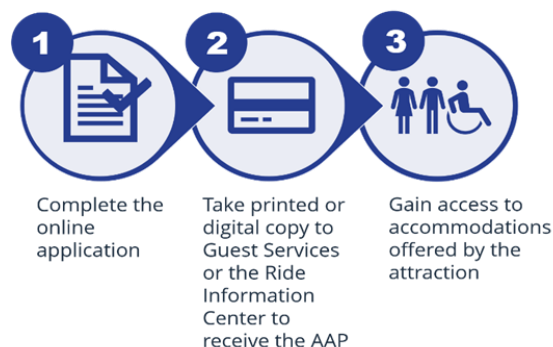 1
2
3
Complete the
online
application
Take printed or
digital copy to
Guest Services
or the Ride
Information
Center to
receive the AAP
Gain access to
accommodations
offered by the
attraction